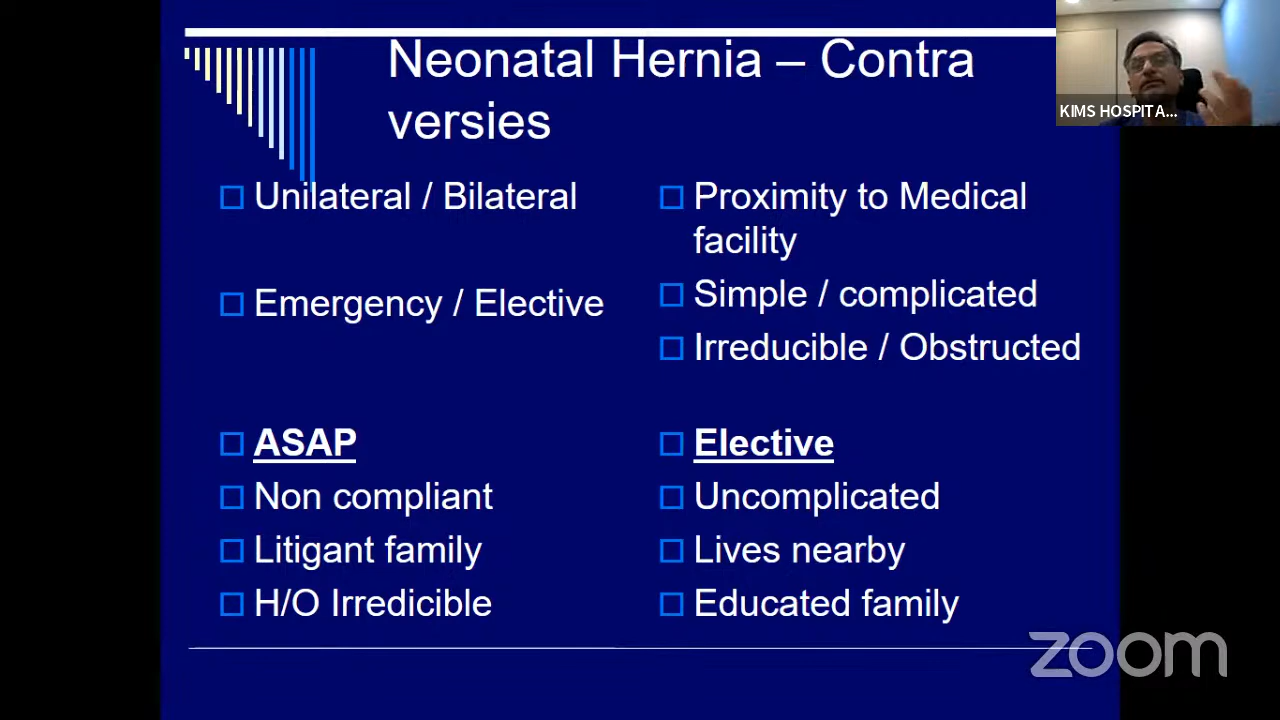 Neonatal Hernia – Contra
versies
Unilateral / Bilateral
Emergency / Elective
ASAP
Non compliant
Litigant family
H/O Irredicible
Proximity to Medical
facility
Simple / complicated
Irreducible / Obstructed
Elective
Uncomplicated
Lives nearby
Educated family
KIMS HOSPITA...
zoom